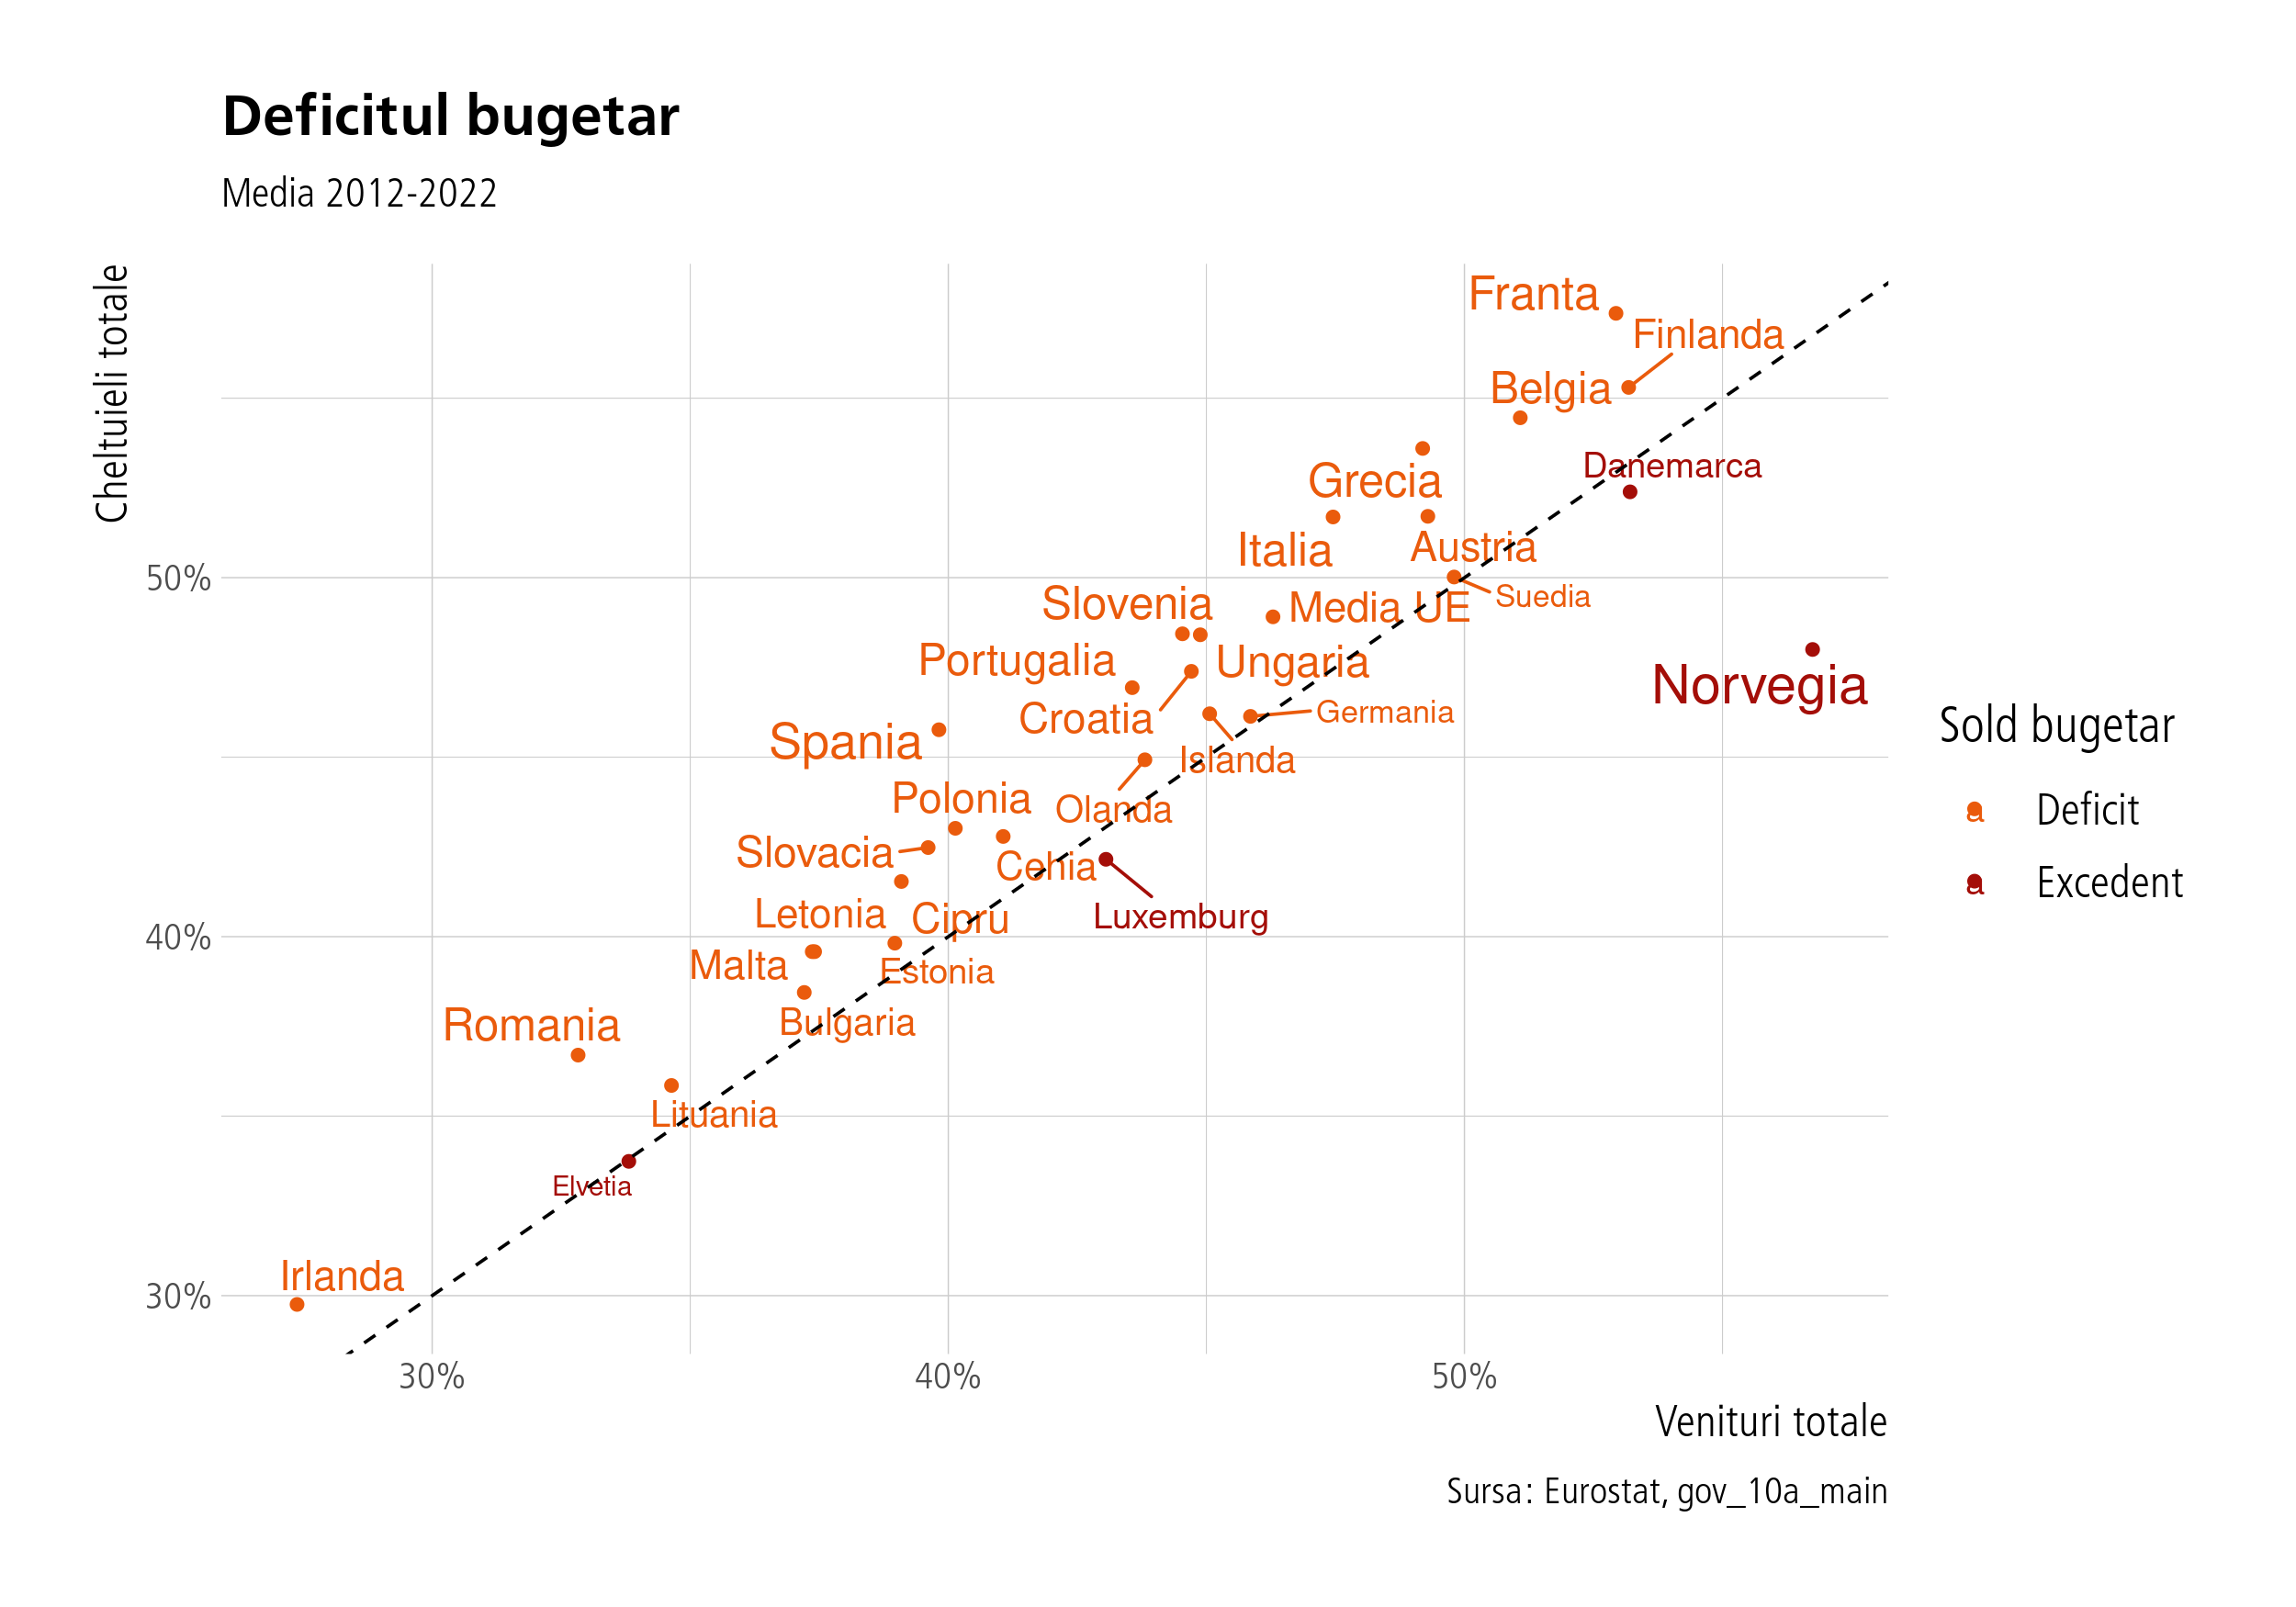 Deficitul bugetar
Media 2012-2022
Cheltuieli totale
50%
40%
30%
Franta
Finlanda
Belgia
Danemarca
Grecia
Italia
Austria
Suedia
Slovenia
Media UE
Portugalia
Ungaria
Norvegia
Croatia
Germania
Spania
Islanda
Polonia
Olanda
Slovacia
Cehia
Letonia
Cipru
Luxemburg
Malta
Estonia
Romania
Bulgaria
Lituania
Elvetia
Irlanda
Sold bugetar
a Deficit
a Excedent
30%
40%
50%
Venituri totale
Sursa: Eurostat, gov_10a_main